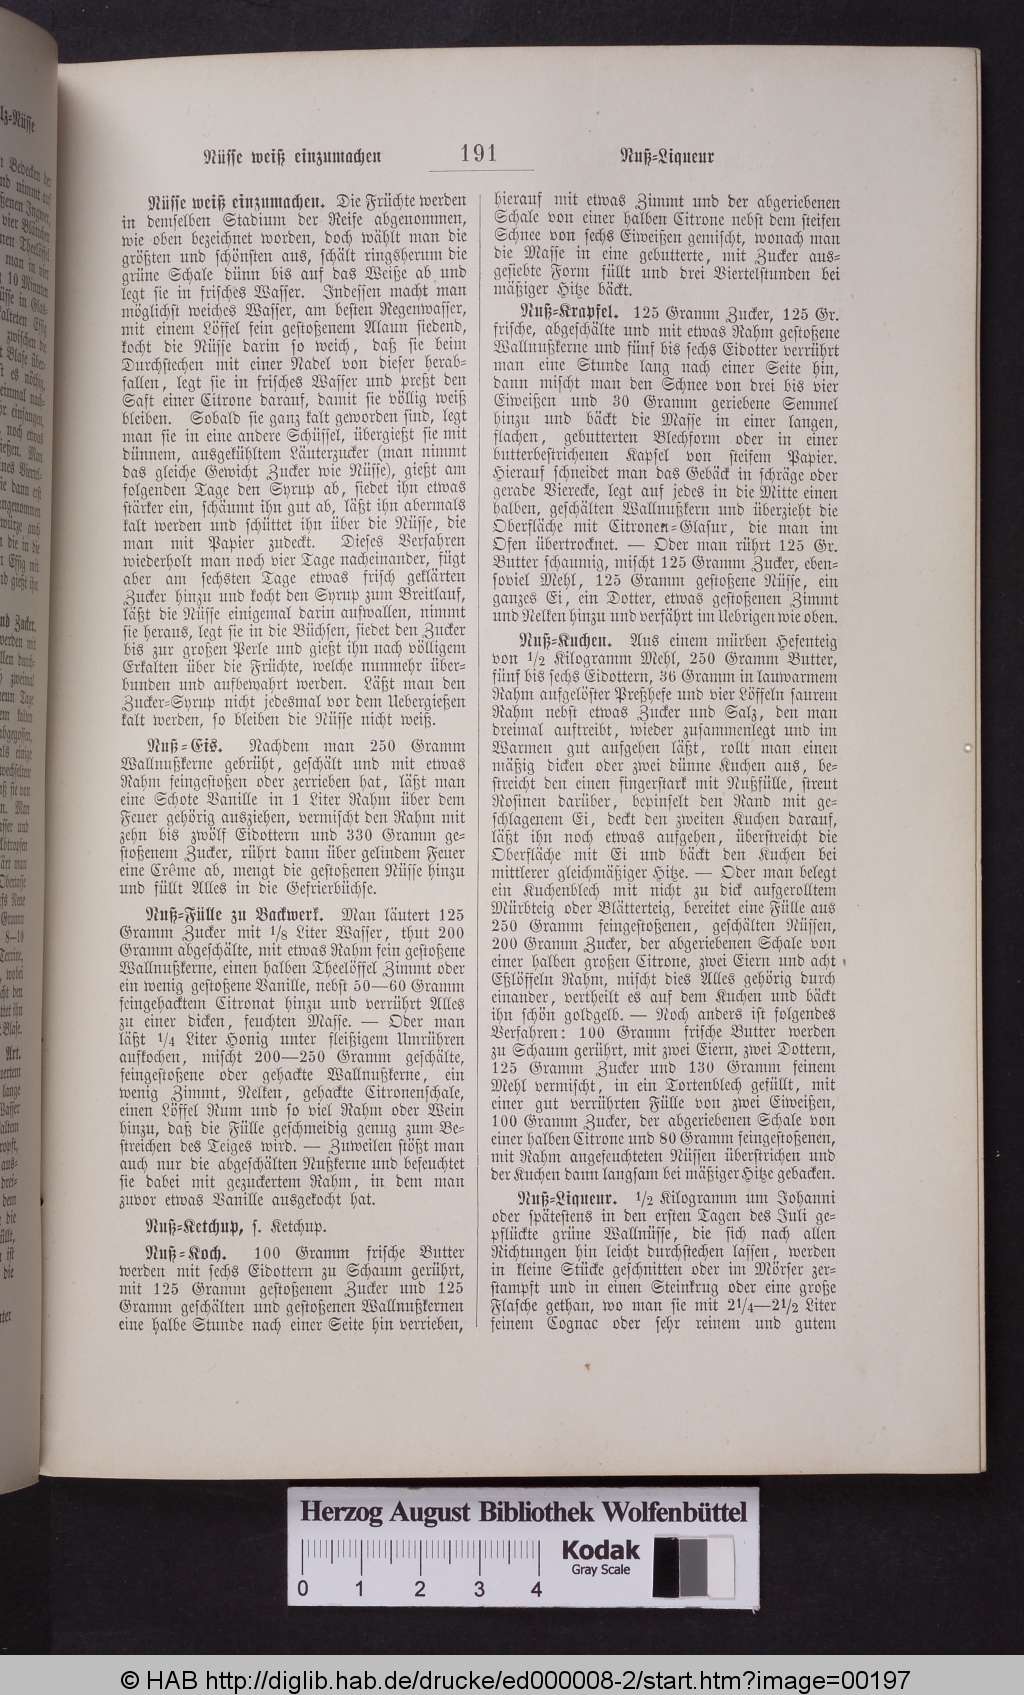 Nüſſe weiß einzumachen 191 Nuß-Liqueur
Nüſſe weiß einzumachen. Die Früchte werden
in demſelben Stadium der Reife abgenommen,
wie oben bezeichnet worden, doch wählt man die
größten und ſchönſten aus, ſchält ringsherum die
grüne Schale dünn bis auf das Weiße ab und
legt ſie in friſches Waſſer. Indeſſen macht man
möglichſt weiches Waſſer, am beſten Regenwaſſer,
mit einem Löffel fein geſtoßenem Alaun ſiedend,
kocht die Nüſſe darin ſo weich, daß ſie beim
Durchſtechen mit einer Nadel von dieſer herab-
fallen, legt ſie in friſches Waſſer und preßt den
Saft einer Citrone darauf, damit ſie völlig weiß
bleiben. Sobald ſie ganz kalt geworden ſind, legt
man ſie in eine andere Schüſſel, übergießt ſie mit
dünnem, ausgekühltem Läuterzucker (man nimmt
das gleiche Gewicht Zucker wie Nüſſe), gießt am
folgenden Tage den Syrup ab, ſiedet ihn etwas
ſtärker ein, ſchäumt ihn gut ab, läßt ihn abermals
kalt werden und ſchüttet ihn über die Nüſſe, die
man mit Papier zudeckt. Dieſes Verfahren
wiederholt man noch vier Tage nacheinander, fügt
aber am ſechsten Tage etwas friſch geklärten
Zucker hinzu und kocht den Syrup zum Breitlauf,
läßt die Nüſſe einigemal darin aufwallen, nimmt
ſie heraus, legt ſie in die Büchſen, ſiedet den Zucker
bis zur großen Perle und gießt ihn nach völligem
Erkalten über die Früchte, welche nunmehr über-
bunden und aufbewahrt werden. Läßt man den
Zucker-Syrup nicht jedesmal vor dem Uebergießen
kalt werden, ſo bleiben die Nüſſe nicht weiß.
Nuß-Eis. Nachdem man 250 Gramm
Wallnußkerne gebrüht, geſchält und mit etwas
Rahm feingeſtoßen oder zerrieben hat, läßt man
eine Schote Vanille in 1 Liter Rahm über dem
Feuer gehörig ausziehen, vermiſcht den Rahm mit
zehn bis zwölf Eidottern und 330 Gramm ge-
ſtoßenem Zucker, rührt dann über gelindem Feuer
eine Crême ab, mengt die geſtoßenen Nüſſe hinzu
und füllt Alles in die Gefrierbüchſe.
Nuß-Fülle zu Backwerk. Man läutert 125
Gramm Zucker mit 1/8 Liter Waſſer, thut 200
Gramm abgeſchälte, mit etwas Rahm fein geſtoßene
Wallnußkerne, einen halben Theelöffel Zimmt oder
ein wenig geſtoßene Vanille, nebſt 50—60 Gramm
feingehacktem Citronat hinzu und verrührt Alles
zu einer dicken, feuchten Maſſe. — Oder man
läßt 1/4 Liter Honig unter fleißigem Umrühren
aufkochen, miſcht 200—250 Gramm geſchälte,
feingeſtoßene oder gehackte Wallnußkerne, ein
wenig Zimmt, Nelken, gehackte Citronenſchale,
einen Löffel Rum und ſo viel Rahm oder Wein
hinzu, daß die Fülle geſchmeidig genug zum Be-
ſtreichen des Teiges wird. — Zuweilen ſtößt man
auch nur die abgeſchälten Nußkerne und befeuchtet
ſie dabei mit gezuckertem Rahm, in dem man
zuvor etwas Vanille ausgekocht hat.
Nuß-Ketchup, ſ. Ketchup.
Nuß-Koch. 100 Gramm friſche Butter
werden mit ſechs Eidottern zu Schaum gerührt,
mit 125 Gramm geſtoßenem Zucker und 125
Gramm geſchälten und geſtoßenen Wallnußkernen
eine halbe Stunde nach einer Seite hin verrieben,
hierauf mit etwas Zimmt und der abgeriebenen
Schale von einer halben Citrone nebſt dem ſteifen
Schnee von ſechs Eiweißen gemiſcht, wonach man
die Maſſe in eine gebutterte, mit Zucker aus-
geſiebte Form füllt und drei Viertelſtunden bei
mäßiger Hitze bäckt.
Nuß-Krapfel. 125 Gramm Zucker, 125 Gr.
friſche, abgeſchälte und mit etwas Rahm geſtoßene
Wallnußkerne und fünf bis ſechs Eidotter verrührt
man eine Stunde lang nach einer Seite hin,
dann miſcht man den Schnee von drei bis vier
Eiweißen und 30 Gramm geriebene Semmel
hinzu und bäckt die Maſſe in einer langen,
flachen, gebutterten Blechform oder in einer
butterbeſtrichenen Kapſel von ſteifem Papier.
Hierauf ſchneidet man das Gebäck in ſchräge oder
gerade Vierecke, legt auf jedes in die Mitte einen
halben, geſchälten Wallnußkern und überzieht die
Oberfläche mit Citronen-Glaſur, die man im
Ofen übertrocknet. — Oder man rührt 125 Gr.
Butter ſchaumig, miſcht 125 Gramm Zucker, eben-
ſoviel Mehl, 125 Gramm geſtoßene Nüſſe, ein
ganzes Ei, ein Dotter, etwas geſtoßenen Zimmt
und Nelken hinzu und verfährt im Uebrigen wie oben.
Nuß-Kuchen. Aus einem mürben Hefenteig
von 1/2 Kilogramm Mehl, 250 Gramm Butter,
fünf bis ſechs Eidottern, 36 Gramm in lauwarmem
Rahm aufgelöſter Preßhefe und vier Löffeln ſaurem
Rahm nebſt etwas Zucker und Salz, den man
dreimal auftreibt, wieder zuſammenlegt und im
Warmen gut aufgehen läßt, rollt man einen
mäßig dicken oder zwei dünne Kuchen aus, be-
ſtreicht den einen fingerſtark mit Nußfülle, ſtreut
Roſinen darüber, bepinſelt den Rand mit ge-
ſchlagenem Ei, deckt den zweiten Kuchen darauf,
läßt ihn noch etwas aufgehen, überſtreicht die
Oberfläche mit Ei und bäckt den Kuchen bei
mittlerer gleichmäßiger Hitze. — Oder man belegt
ein Kuchenblech mit nicht zu dick aufgerolltem
Mürbteig oder Blätterteig, bereitet eine Fülle aus
250 Gramm feingeſtoßenen, geſchälten Nüſſen,
200 Gramm Zucker, der abgeriebenen Schale von
einer halben großen Citrone, zwei Eiern und acht
Eßlöffeln Rahm, miſcht dies Alles gehörig durch
einander, vertheilt es auf dem Kuchen und bäckt
ihn ſchön goldgelb. — Noch anders iſt folgendes
Verfahren: 100 Gramm friſche Butter werden
zu Schaum gerührt, mit zwei Eiern, zwei Dottern,
125 Gramm Zucker und 130 Gramm feinem
Mehl vermiſcht, in ein Tortenblech gefüllt, mit
einer gut verrührten Fülle von zwei Eiweißen,
100 Gramm Zucker, der abgeriebenen Schale von
einer halben Citrone und 80 Gramm feingeſtoßenen,
mit Rahm angefeuchteten Nüſſen überſtrichen und
der Kuchen dann langſam bei mäßiger Hitze gebacken.
Nuß-Liqueur. 1/2 Kilogramm um Johanni
oder ſpäteſtens in den erſten Tagen des Juli ge-
pflückte grüne Wallnüſſe, die ſich nach allen
Richtungen hin leicht durchſtechen laſſen, werden
in kleine Stücke geſchnitten oder im Mörſer zer-
ſtampft und in einen Steinkrug oder eine große
Flaſche gethan, wo man ſie mit 2 1/4—2 1/2 Liter
feinem Cognac oder ſehr reinem und gutem
Herzog August Bibliothek Wolfenbüttel
Kodak
Gray Scale
0 1 2 3 4
© HAB http://diglib.hab.de/drucke/ed000008-2/start.htm?image=00197